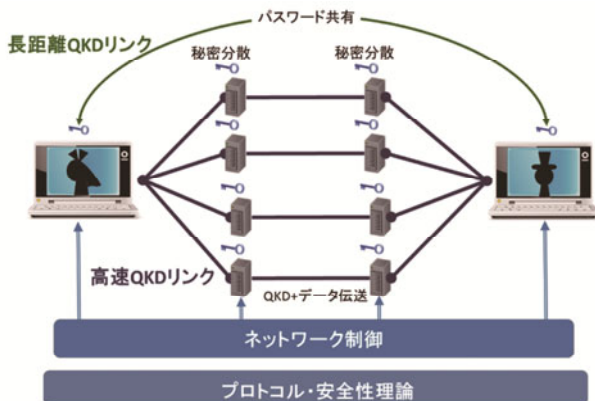 パスワード共有
長距離QKDリンク
秘密分散
秘密分散
高速QKDリンク
QKD+データ伝送
ネットワーク制御
プロトコル・安全性理論